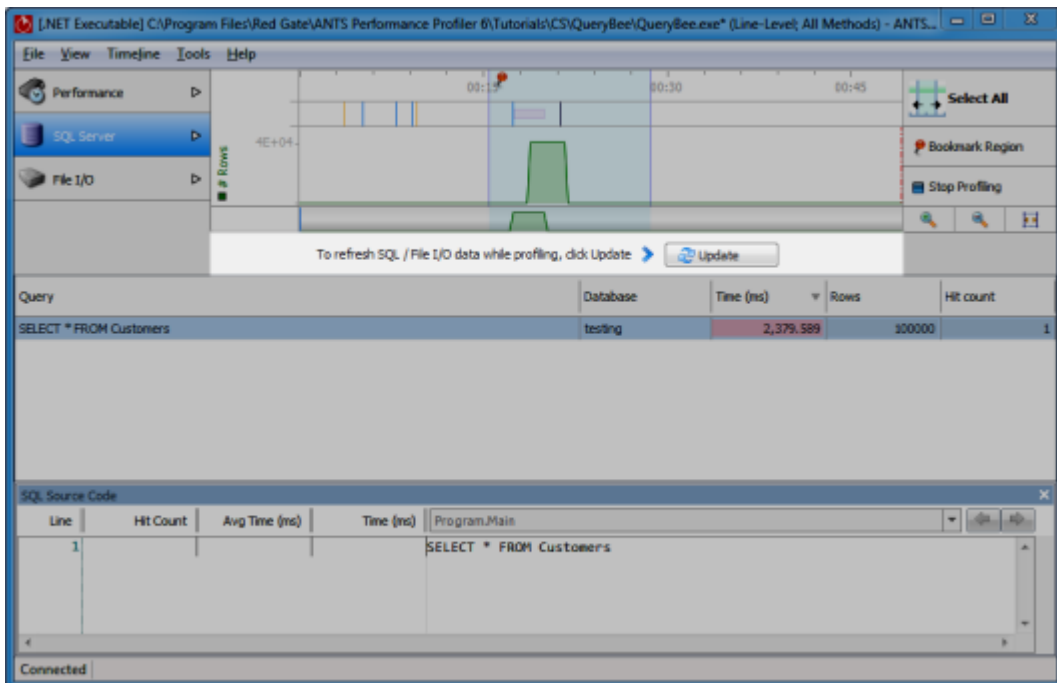 [.NET Executable] C:\Program Files\Red Gate\ANTS Performance Profiler 6\Tutorials\CS\QueryBee\QueryBee.exe* (Line-Level; All Methods) - ANTS...
File View Timeline Tools Help
Performance
SQL Server
File I/O
00:15 00:30 00:45
4E+04
# Rows
Select All
Bookmark Region
Stop Profiling
To refresh SQL / File I/O data while profiling, click Update
Update
Query Database Time (ms) Rows Hit count
SELECT * FROM Customers testing 2,379.589 100000 1
SQL Source Code
Line Hit Count Avg Time (ms) Time (ms) Program.Main
1 SELECT * FROM Customers
Connected